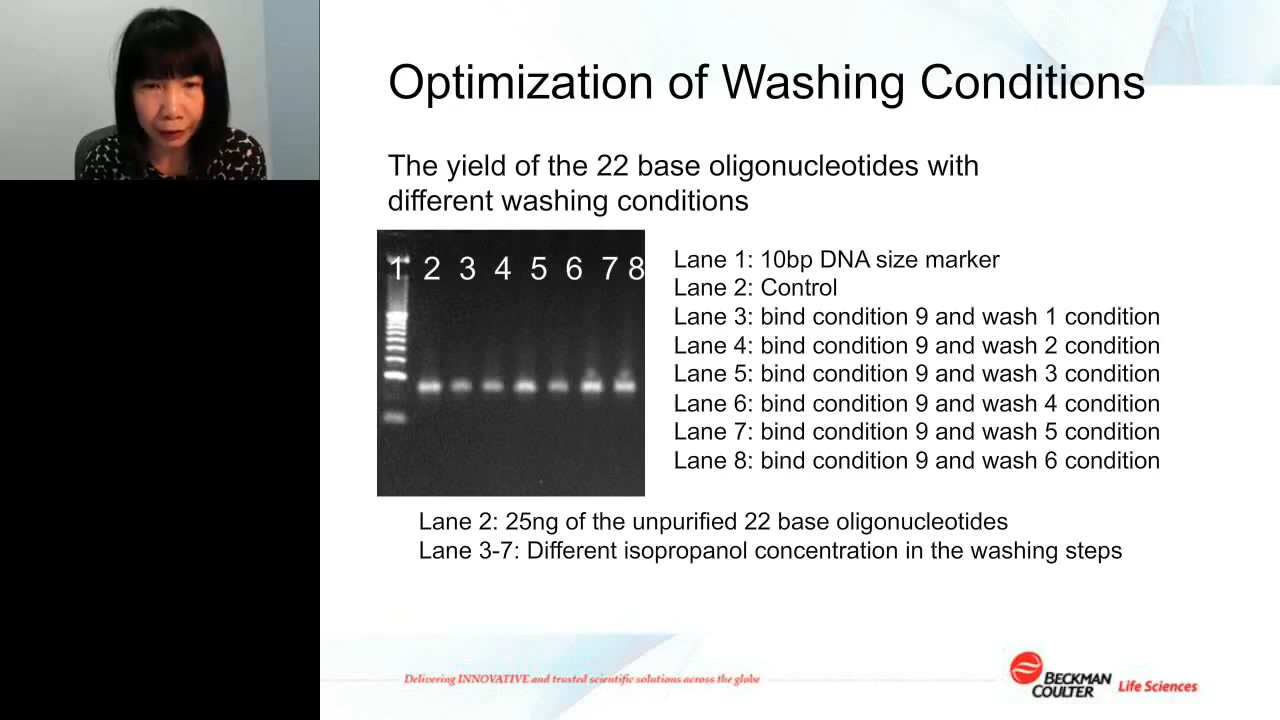 Optimization of Washing Conditions
The yield of the 22 base oligonucleotides with
different washing conditions
1 2 3 4 5 6 7 8
Lane 1: 10bp DNA size marker
Lane 2: Control
Lane 3: bind condition 9 and wash 1 condition
Lane 4: bind condition 9 and wash 2 condition
Lane 5: bind condition 9 and wash 3 condition
Lane 6: bind condition 9 and wash 4 condition
Lane 7: bind condition 9 and wash 5 condition
Lane 8: bind condition 9 and wash 6 condition
Lane 2: 25ng of the unpurified 22 base oligonucleotides
Lane 3-7: Different isopropanol concentration in the washing steps
Delivering INNOVATIVE and trusted scientific solutions across the globe
BECKMAN
COULTER Life Sciences